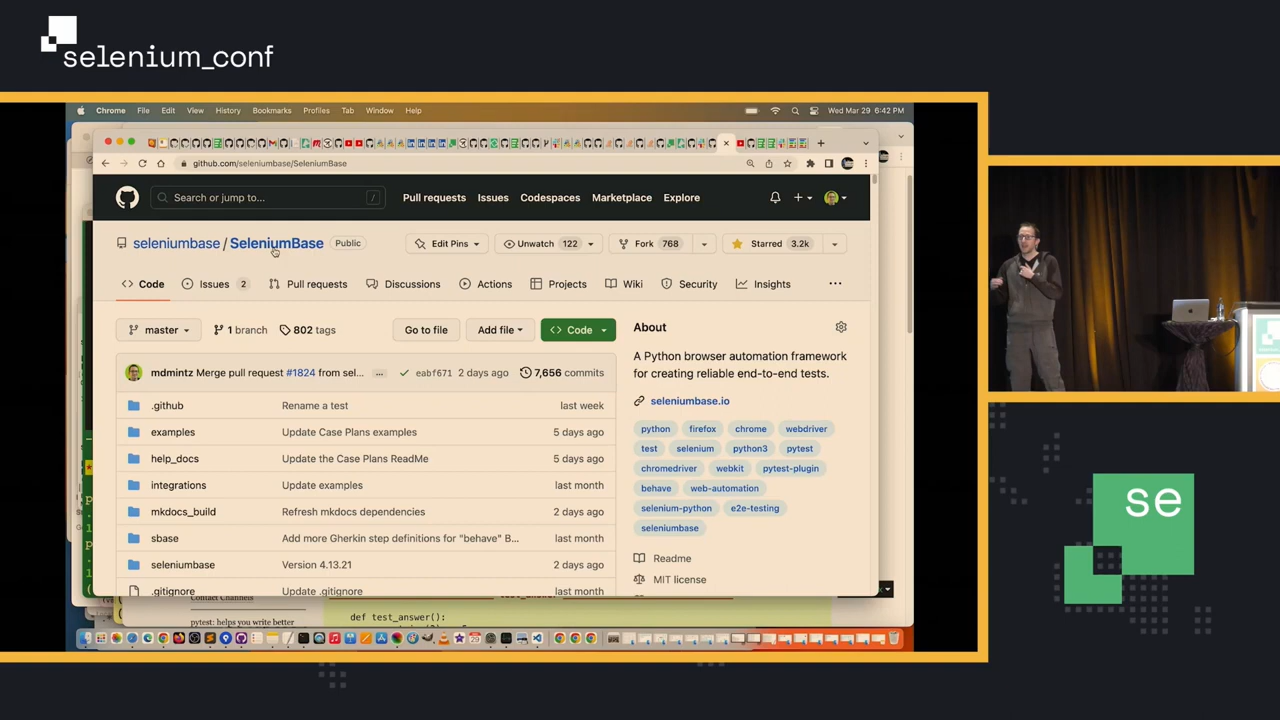 selenium_conf
Chrome File Edit View History Bookmarks Profiles Tab Window Help
Wed Mar 29 6:42 PM
github.com/seleniumbase/SeleniumBase
Search or jump to... /
Pull requests Issues Codespaces Marketplace Explore
seleniumbase / SeleniumBase Public
Edit Pins Unwatch 122 Fork 768 Starred 3.2k
Code Issues 2 Pull requests Discussions Actions Projects Wiki Security Insights
master 1 branch 802 tags Go to file Add file Code
mdmintz Merge pull request #1824 from sel... ... eabf671 2 days ago 7,656 commits
.github Rename a test last week
examples Update Case Plans examples 5 days ago
help_docs Update the Case Plans ReadMe 5 days ago
integrations Update examples last month
mkdocs_build Refresh mkdocs dependencies 2 days ago
sbase Add more Gherkin step definitions for "behave" B... last month
seleniumbase Version 4.13.21 2 days ago
.gitignore Update .gitignore last month
About
A Python browser automation framework
for creating reliable end-to-end tests.
seleniumbase.io
python firefox chrome webdriver
test selenium python3 pytest
chromedriver webkit pytest-plugin
behave web-automation
selenium-python e2e-testing
seleniumbase
Readme
MIT license
Contact Channels
pytest: helps you write better
def test_answer():
se